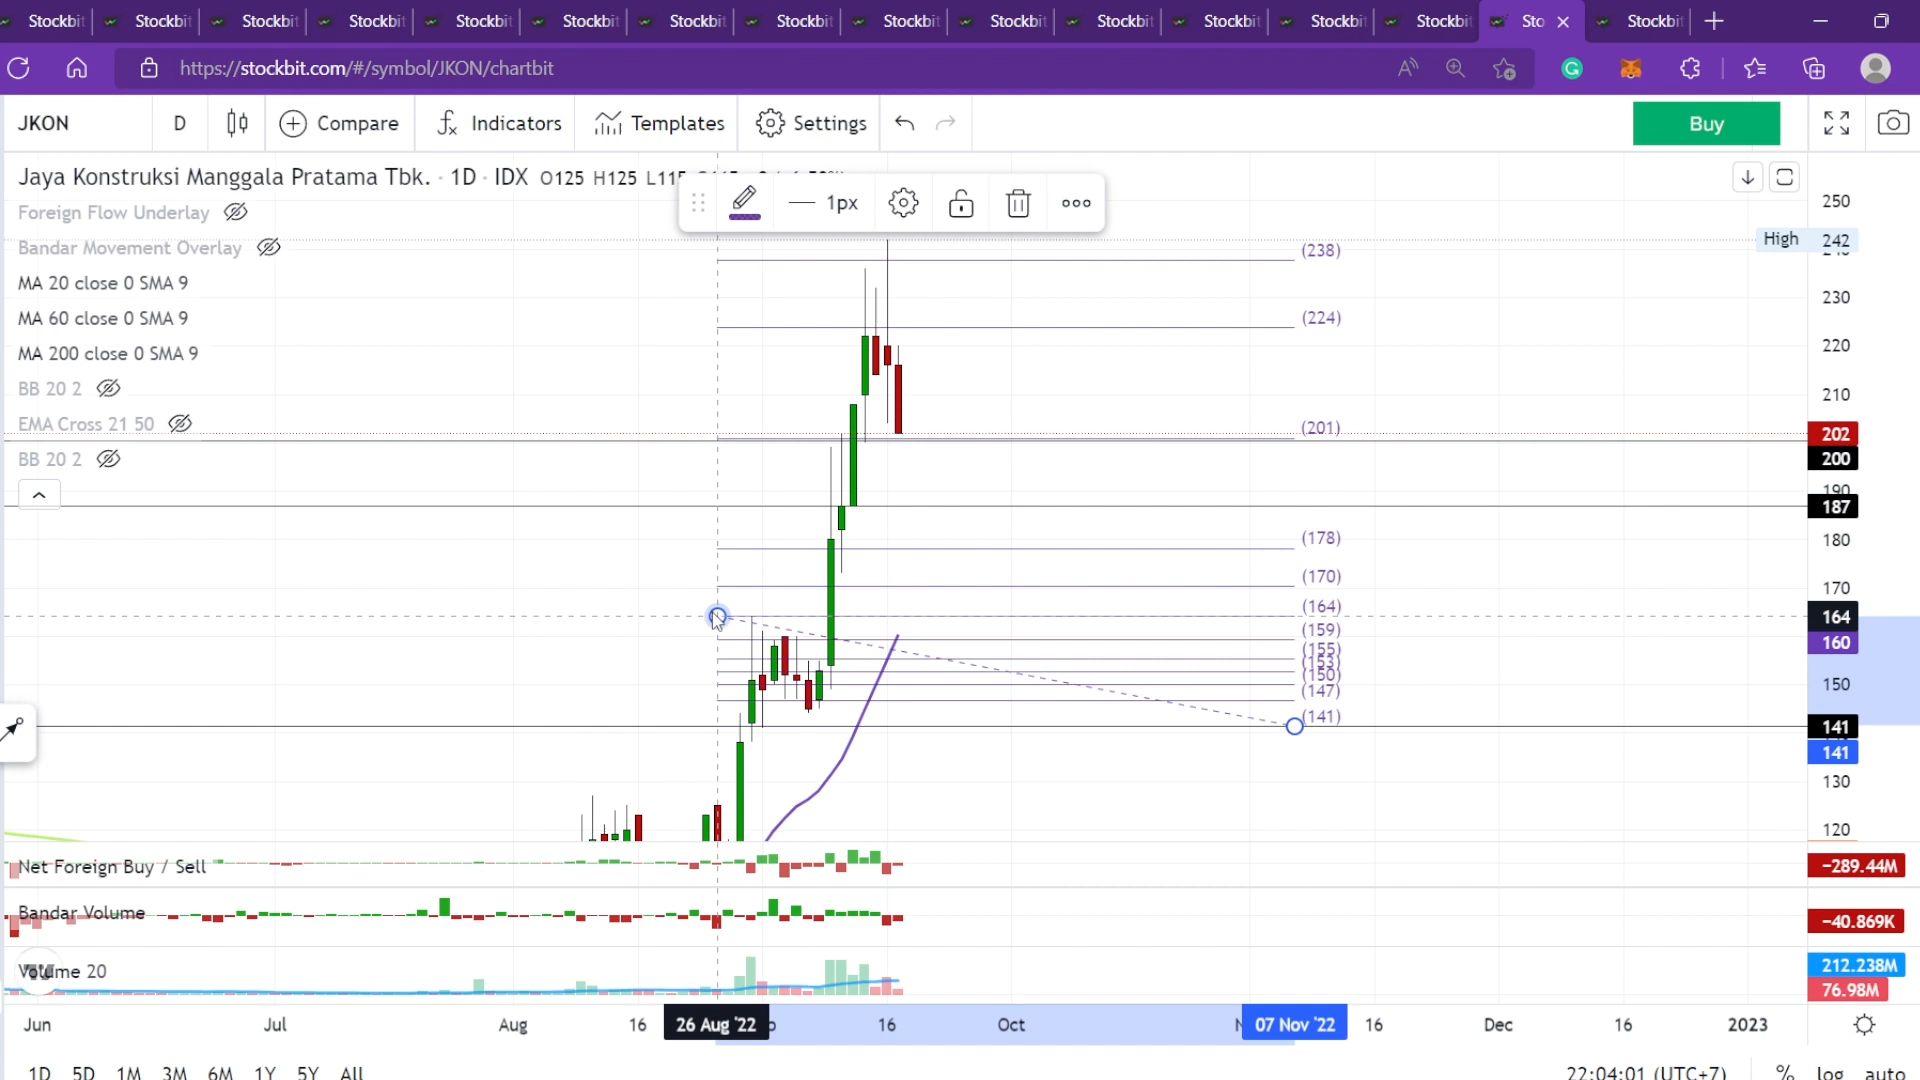 Stockbit Stockbit Stockbit Stockbit Stockbit Stockbit Stockbit Stockbit Stockbit Stockbit Stockbit Stockbit Stockbit Stockbit Sto Stockbit
https://stockbit.com/#/symbol/JKON/chartbit
JKON D Compare Indicators Templates Settings Buy
Jaya Konstruksi Manggala Pratama Tbk. · 1D · IDX O125 H125 L115
1px
Foreign Flow Underlay
Bandar Movement Overlay
MA 20 close 0 SMA 9
MA 60 close 0 SMA 9
MA 200 close 0 SMA 9
BB 20 2
EMA Cross 21 50
BB 20 2
(238)
(224)
(201)
(178)
(170)
(164)
(159)
(155)
(153)
(150)
(147)
(141)
250
High 242
230
220
210
202
200
190
187
180
170
164
160
150
141
141
130
120
Net Foreign Buy / Sell
-289.44M
Bandar Volume
-40.869K
Volume 20
212.238M
76.98M
Jun Jul Aug 16 26 Aug '22 16 Oct 07 Nov '22 16 Dec 16 2023
1D 5D 1M 3M 6M 1Y 5Y All 22:04:01 (UTC+7) % log auto